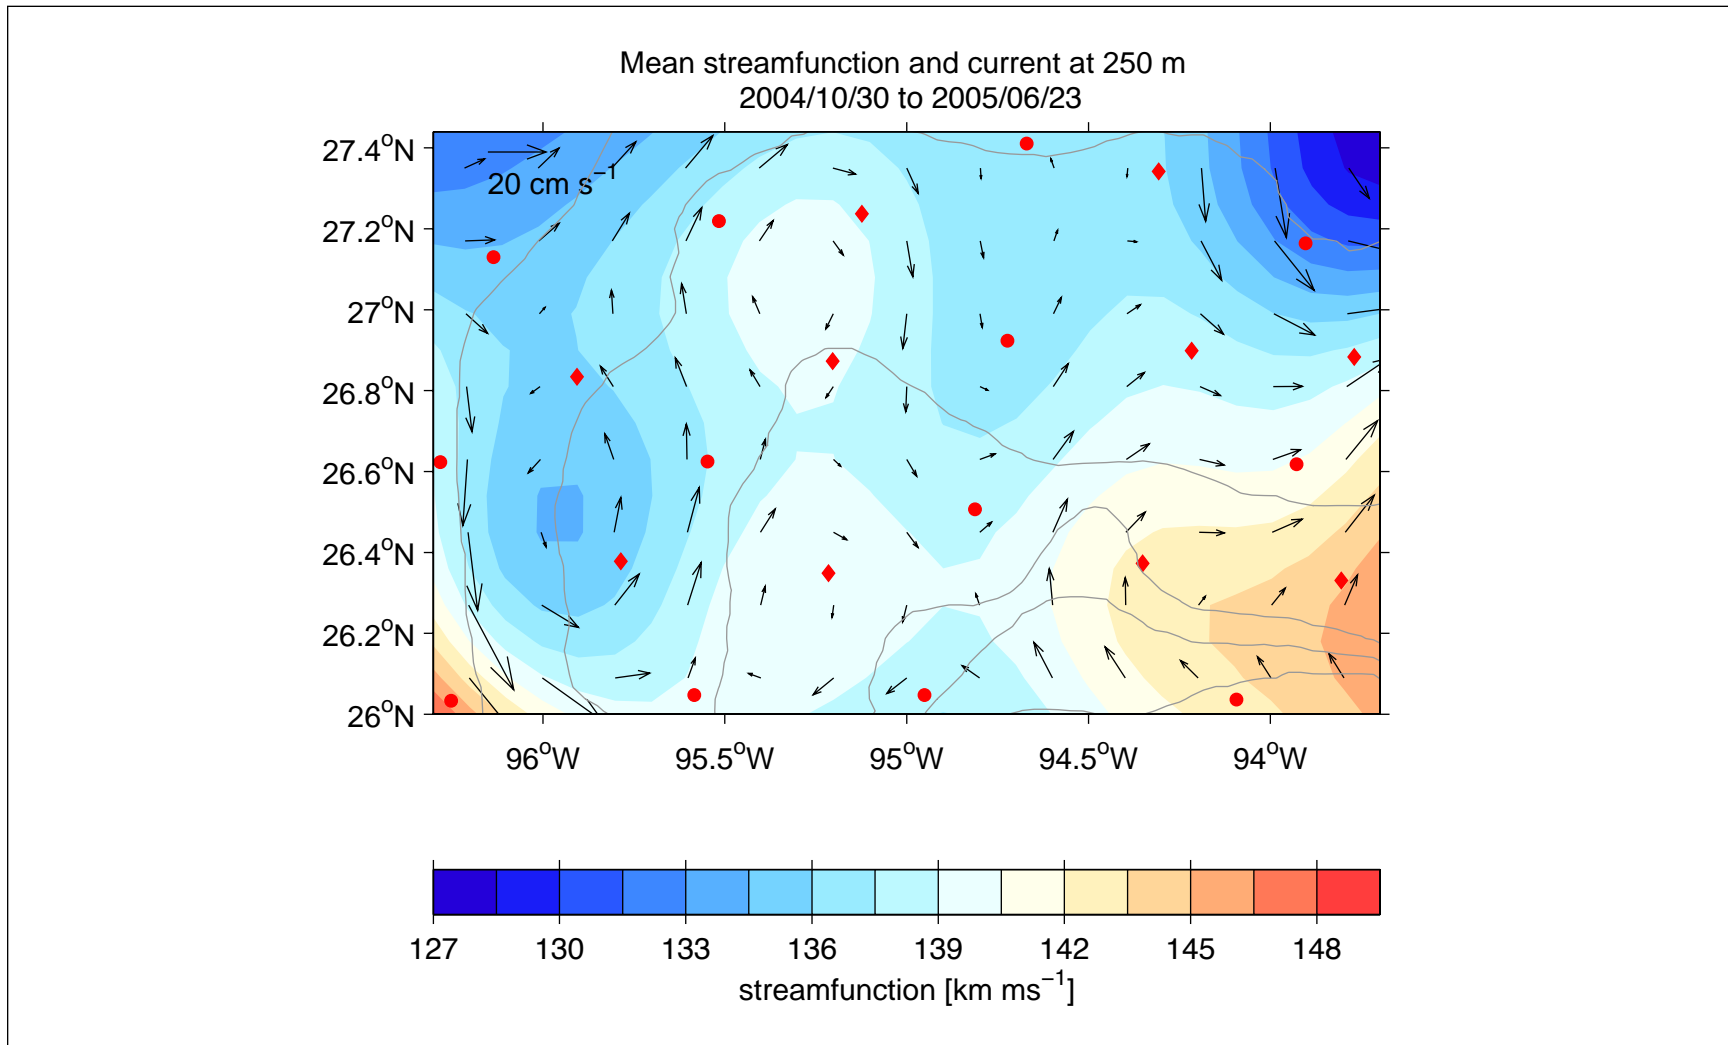 Mean streamfunction and current at 250 m
2004/10/30 to 2005/06/23
27.4°N
20 cm s⁻¹
27.2°N
27°N
26.8°N
26.6°N
26.4°N
26.2°N
26°N
96°W 95.5°W 95°W 94.5°W 94°W
127 130 133 136 139 142 145 148
streamfunction [km ms⁻¹]